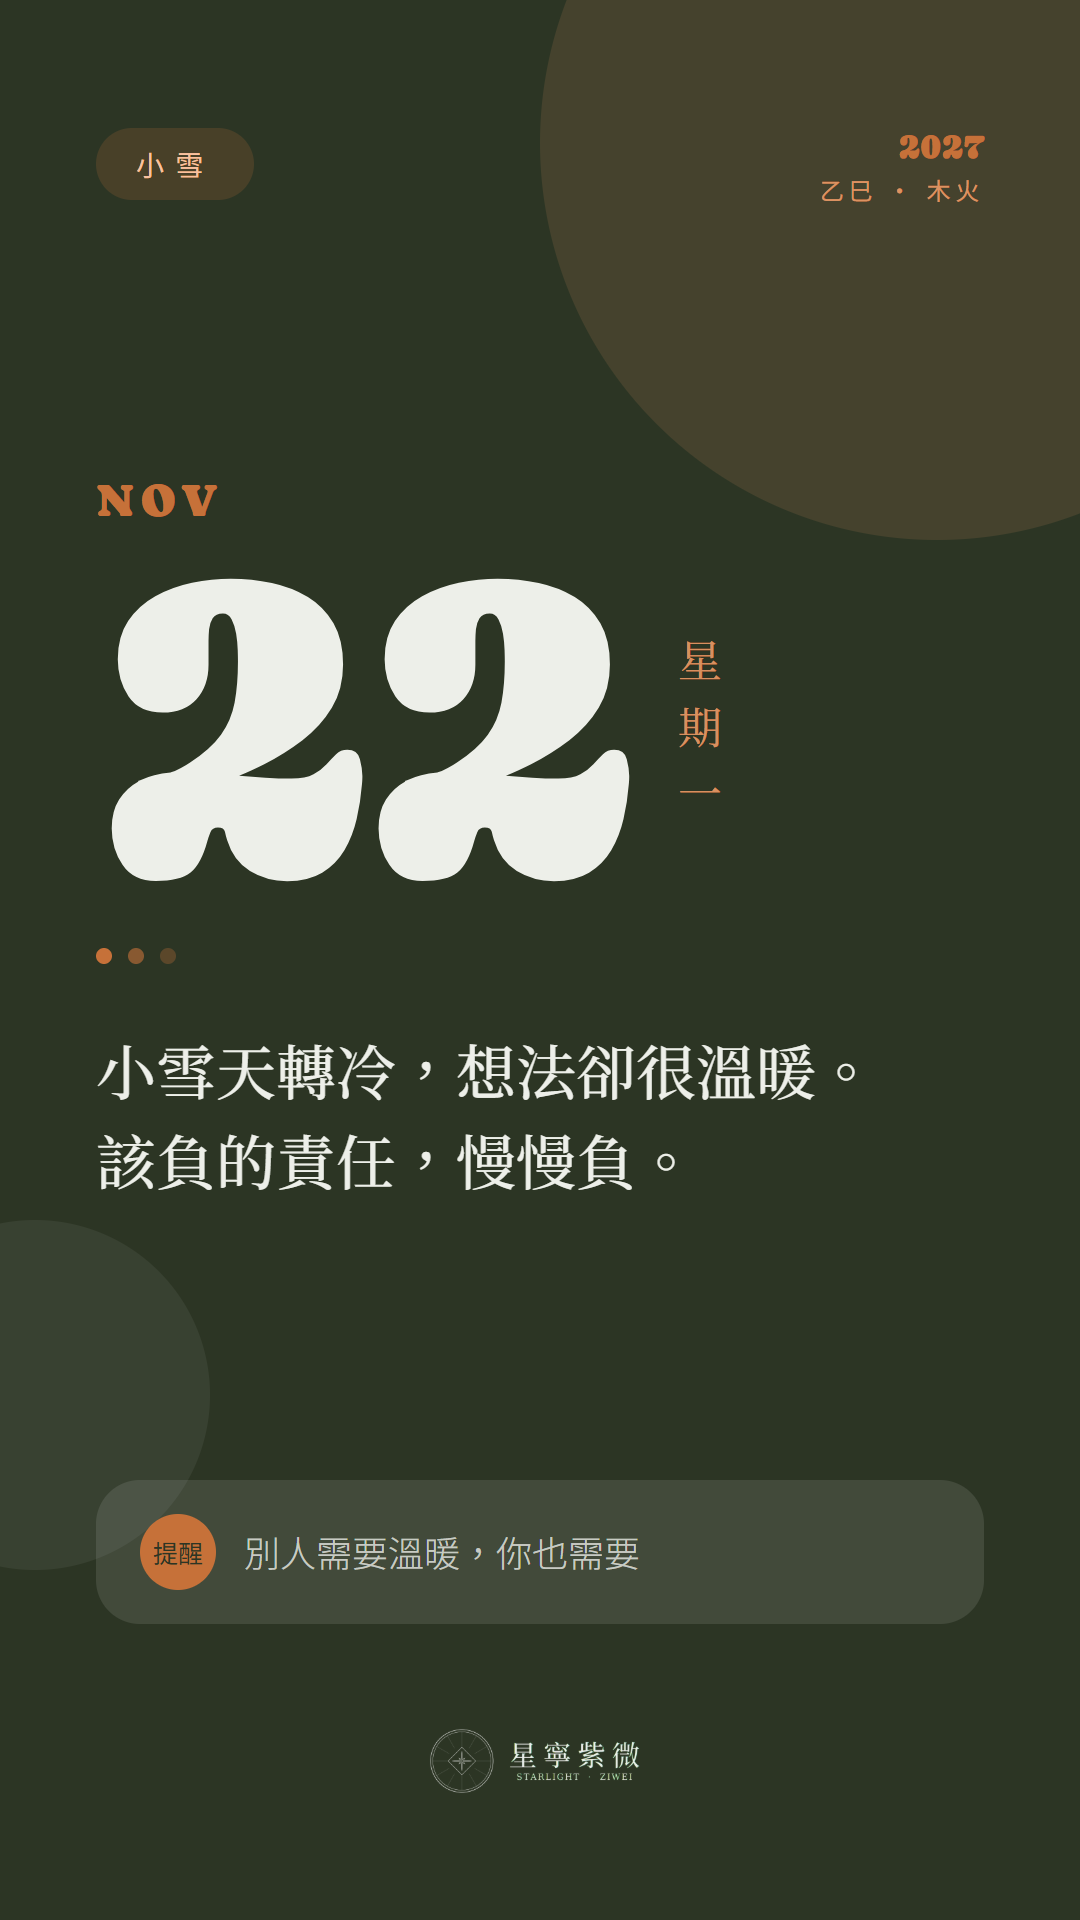 小雪
2027
乙巳 · 木火
NOV
22
星期一
小雪天轉冷，想法卻很溫暖。
該負的責任，慢慢負。
提醒
別人需要溫暖，你也需要
星寧紫微
STARLIGHT · ZIWEI